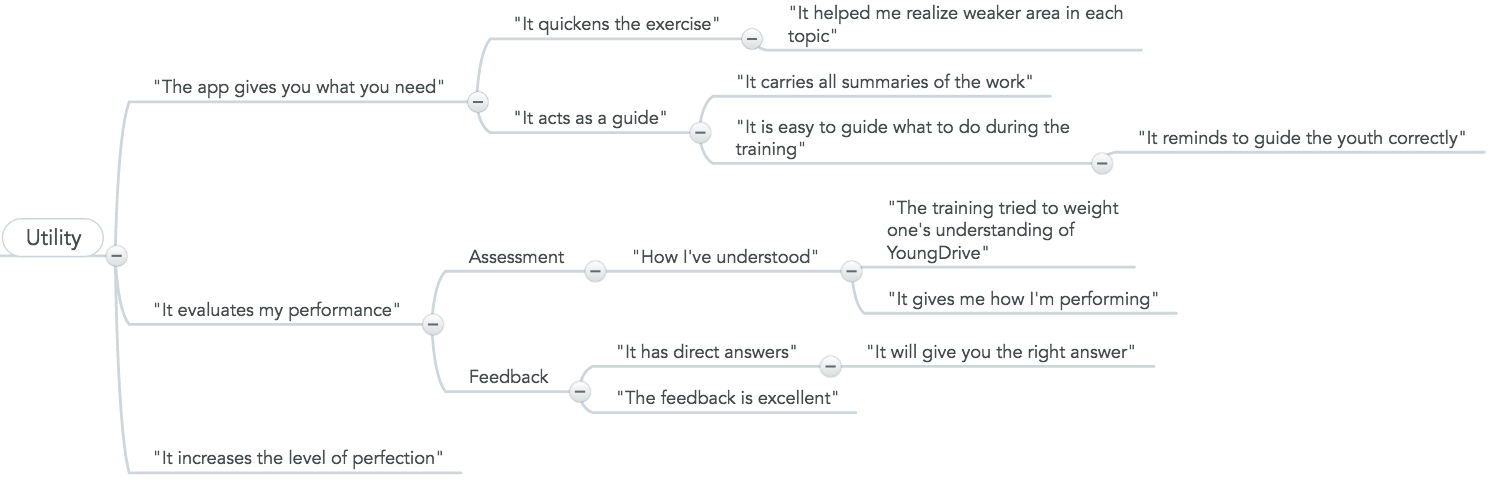 "It quickens the exercise"
"It helped me realize weaker area in each
topic"
"The app gives you what you need"
"It carries all summaries of the work"
"It acts as a guide"
"It is easy to guide what to do during the
training"
"It reminds to guide the youth correctly"
Utility
"The training tried to weight
one's understanding of
YoungDrive"
Assessment
"How I've understood"
"It gives me how I'm performing"
"It evaluates my performance"
"It has direct answers"
"It will give you the right answer"
Feedback
"The feedback is excellent"
"It increases the level of perfection"